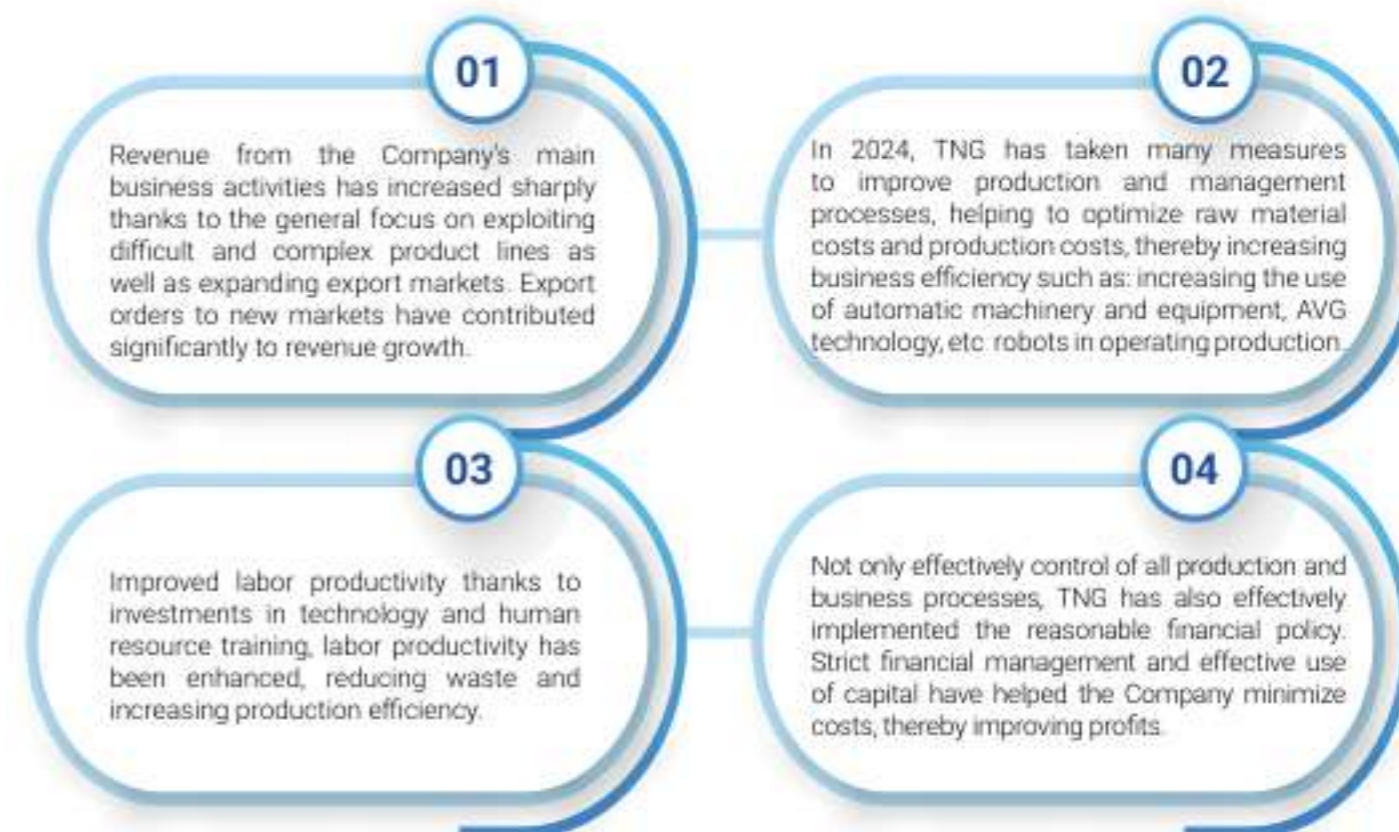 01
Revenue from the Company's main
business activities has increased sharply
thanks to the general focus on exploiting
difficult and complex product lines as
well as expanding export markets. Export
orders to new markets have contributed
significantly to revenue growth.
02
In 2024, TNG has taken many measures
to improve production and management
processes, helping to optimize raw material
costs and production costs, thereby increasing
business efficiency such as: increasing the use
of automatic machinery and equipment, AVG
technology, etc robots in operating production.
03
Improved labor productivity thanks to
investments in technology and human
resource training, labor productivity has
been enhanced, reducing waste and
increasing production efficiency.
04
Not only effectively control of all production and
business processes, TNG has also effectively
implemented the reasonable financial policy.
Strict financial management and effective use
of capital have helped the Company minimize
costs, thereby improving profits.